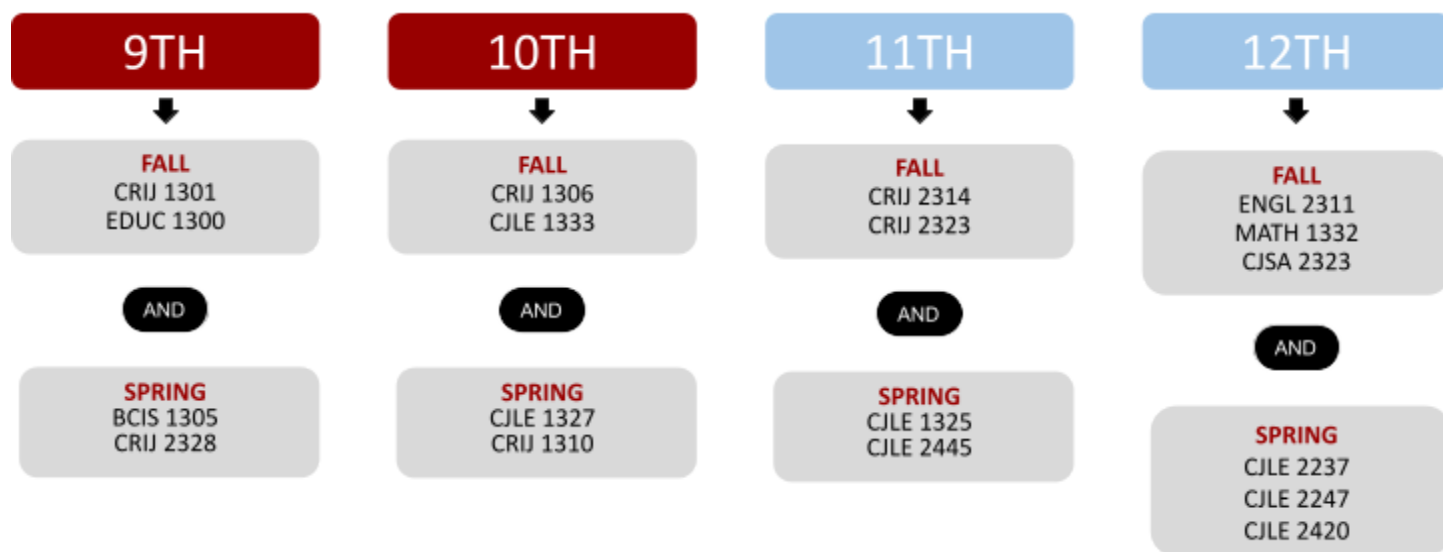 9TH
FALL
CRIJ 1301
EDUC 1300
AND
SPRING
BCIS 1305
CRIJ 2328
10TH
FALL
CRIJ 1306
CJLE 1333
AND
SPRING
CJLE 1327
CRIJ 1310
11TH
FALL
CRIJ 2314
CRIJ 2323
AND
SPRING
CJLE 1325
CJLE 2445
12TH
FALL
ENGL 2311
MATH 1332
CJSA 2323
AND
SPRING
CJLE 2237
CJLE 2247
CJLE 2420